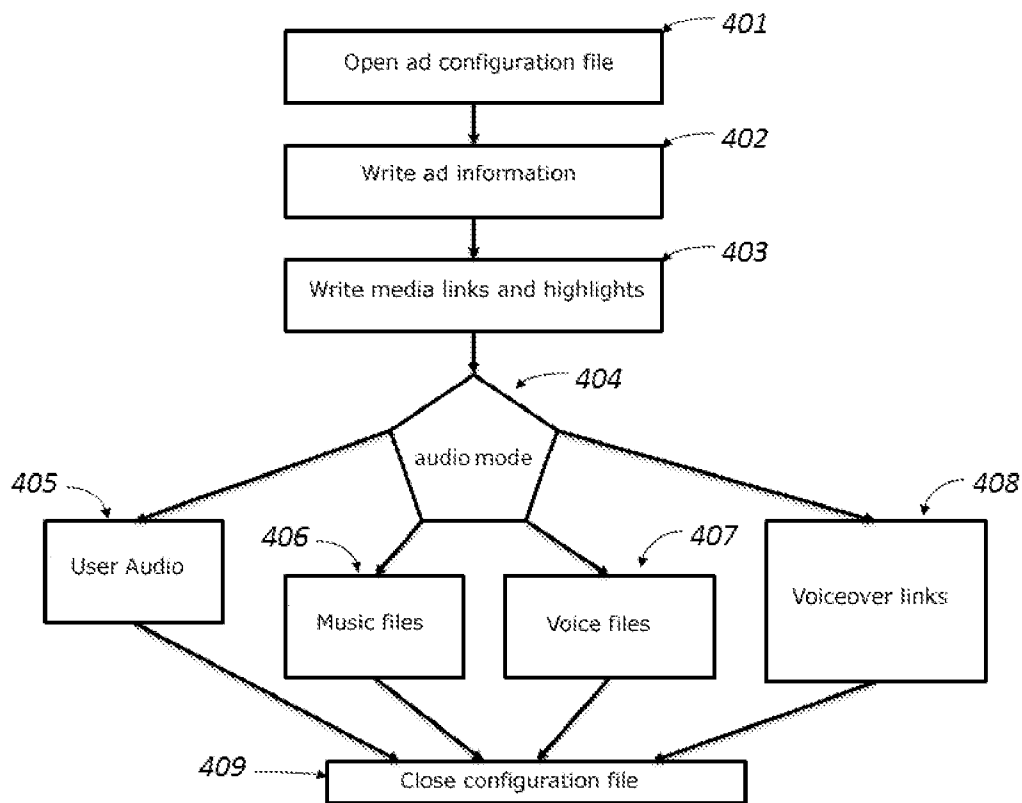 401
Open ad configuration file
402
Write ad information
403
Write media links and highlights
404
audio mode
405
User Audio
406
Music files
407
Voice files
408
Voiceover links
409
Close configuration file